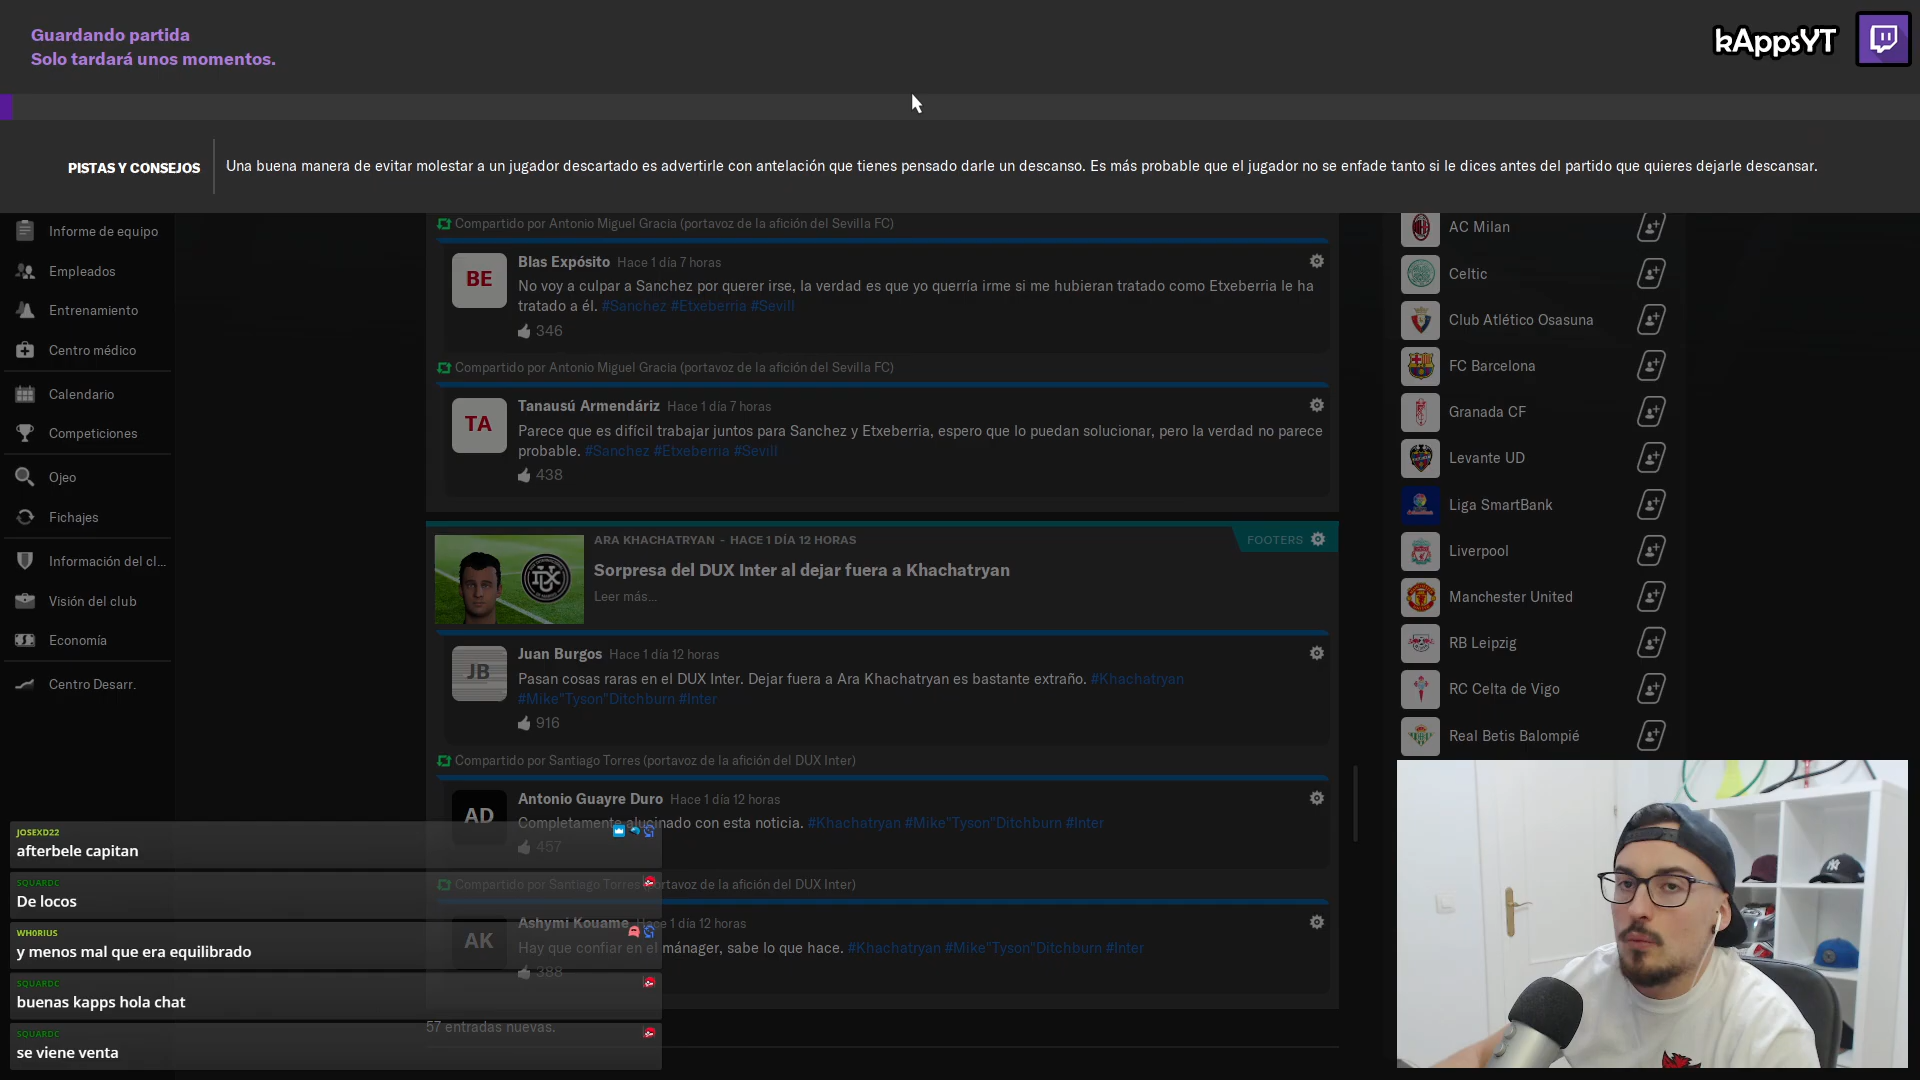 Guardando partida
Solo tardará unos momentos.
kAppsYT
PISTAS Y CONSEJOS
Una buena manera de evitar molestar a un jugador descartado es advertirle con antelación que tienes pensado darle un descanso. Es más probable que el jugador no se enfade tanto si le dices antes del partido que quieres dejarle descansar.
Informe de equipo
Empleados
Entrenamiento
Centro médico
Calendario
Competiciones
Ojeo
Fichajes
Información del cl...
Visión del club
Economía
Centro Desarr.
Compartido por Antonio Miguel Gracia (portavoz de la afición del Sevilla FC)
BE
Blas Expósito Hace 1 día 7 horas
No voy a culpar a Sanchez por querer irse, la verdad es que yo querría irme si me hubieran tratado como Etxeberria le ha
tratado a él. #Sanchez #Etxeberria #Sevill
346
Compartido por Antonio Miguel Gracia (portavoz de la afición del Sevilla FC)
TA
Tanausú Armendáriz Hace 1 día 7 horas
Parece que es difícil trabajar juntos para Sanchez y Etxeberria, espero que lo puedan solucionar, pero la verdad no parece
probable. #Sanchez #Etxeberria #Sevill
438
ARA KHACHATRYAN - HACE 1 DÍA 12 HORAS
FOOTERS
Sorpresa del DUX Inter al dejar fuera a Khachatryan
Leer más...
JB
Juan Burgos Hace 1 día 12 horas
Pasan cosas raras en el DUX Inter. Dejar fuera a Ara Khachatryan es bastante extraño. #Khachatryan
#Mike"Tyson"Ditchburn #Inter
916
Compartido por Santiago Torres (portavoz de la afición del DUX Inter)
AD
Antonio Guayre Duro Hace 1 día 12 horas
Completamente alucinado con esta noticia. #Khachatryan #Mike"Tyson"Ditchburn #Inter
457
Compartido por Santiago Torres (portavoz de la afición del DUX Inter)
AK
Ashymi Kouame Hace 1 día 12 horas
Hay que confiar en el mánager, sabe lo que hace. #Khachatryan #Mike"Tyson"Ditchburn #Inter
388
57 entradas nuevas.
AC Milan
Celtic
Club Atlético Osasuna
FC Barcelona
Granada CF
Levante UD
Liga SmartBank
Liverpool
Manchester United
RB Leipzig
RC Celta de Vigo
Real Betis Balompié
JOSEXD22
afterbele capitan
SQUARDC
De locos
WH0RIUS
y menos mal que era equilibrado
SQUARDC
buenas kapps hola chat
SQUARDC
se viene venta